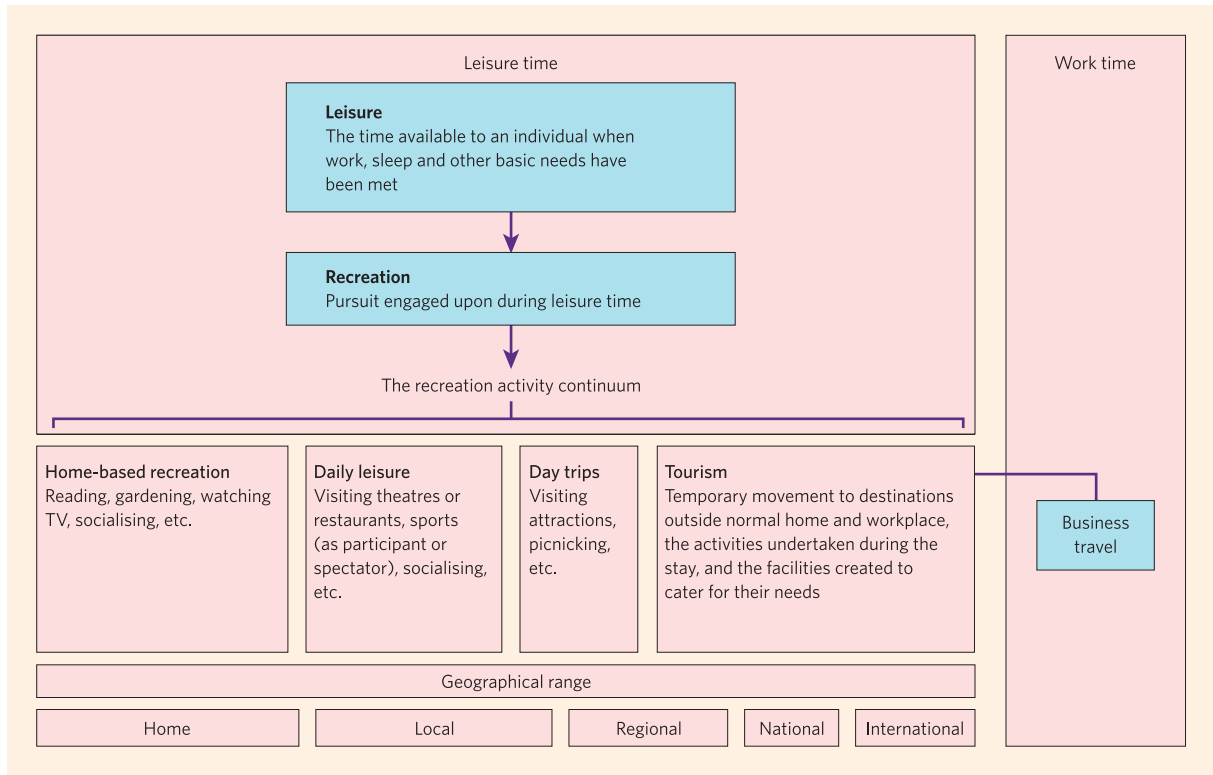 Leisure time
Work time
Leisure
The time available to an individual when
work, sleep and other basic needs have
been met
Recreation
Pursuit engaged upon during leisure time
The recreation activity continuum
Home-based recreation
Reading, gardening, watching
TV, socialising, etc.
Daily leisure
Visiting theatres or
restaurants, sports
(as participant or
spectator), socialising,
etc.
Day trips
Visiting
attractions,
picnicking,
etc.
Tourism
Temporary movement to destinations
outside normal home and workplace,
the activities undertaken during the
stay, and the facilities created to
cater for their needs
Business
travel
Geographical range
Home
Local
Regional
National
International